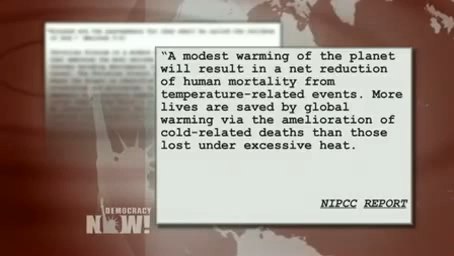 "A modest warming of the planet
will result in a net reduction
of human mortality from
temperature-related events. More
lives are saved by global
warming via the amelioration of
cold-related deaths than those
lost under excessive heat.
NIPCC REPORT
DEMOCRACY
NOW!